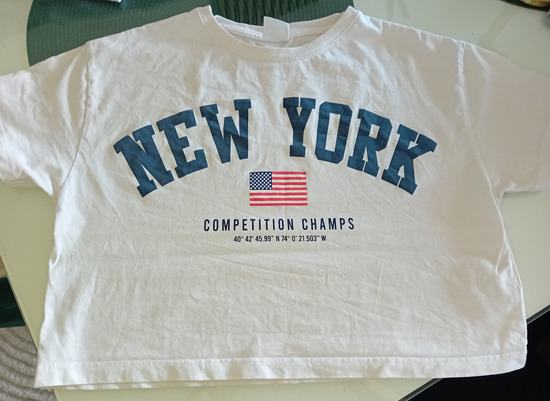 NEW YORK
COMPETITION CHAMPS
40° 42' 45.99" N 74° 0' 21.503" W